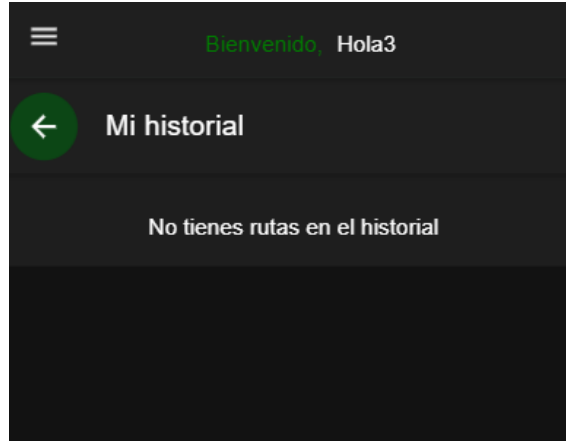 Bienvenido, Hola3
Mi historial
No tienes rutas en el historial